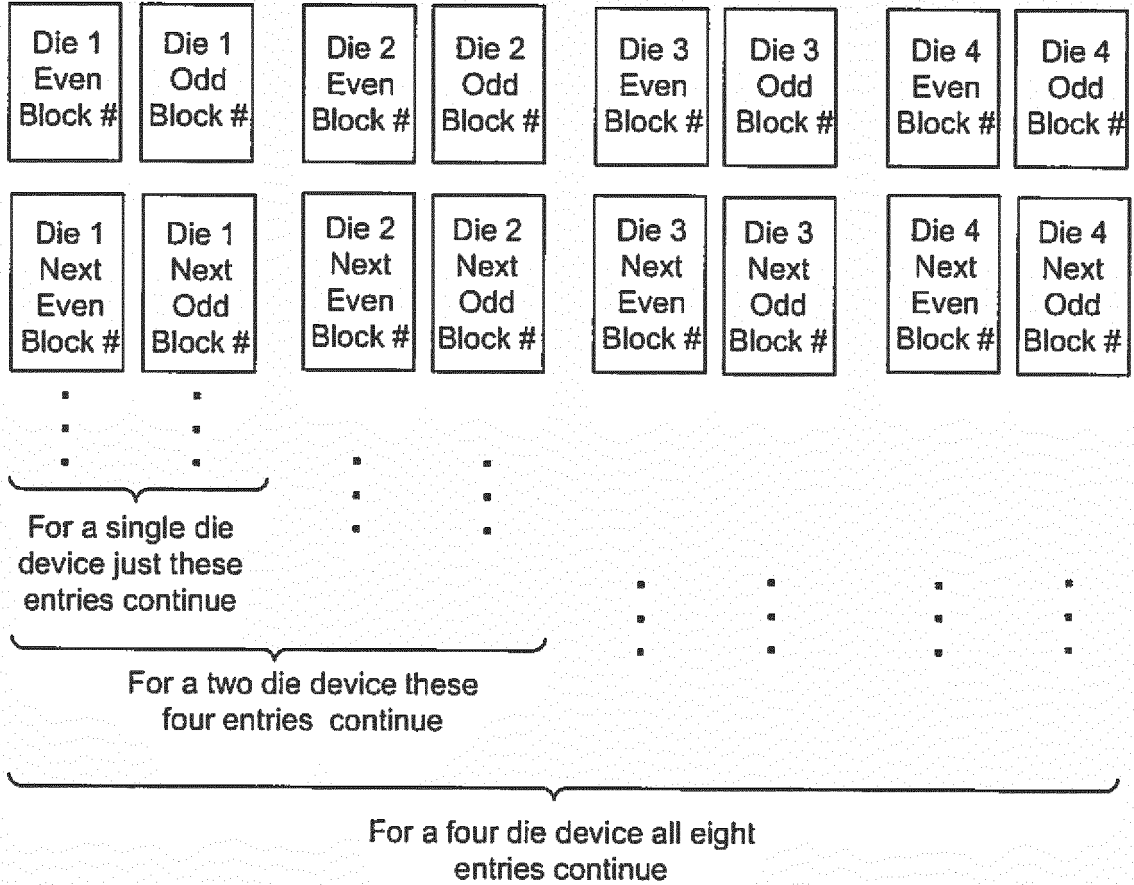 Die 1
Even
Block #
Die 1
Odd
Block #
Die 2
Even
Block #
Die 2
Odd
Block #
Die 3
Even
Block #
Die 3
Odd
Block #
Die 4
Even
Block #
Die 4
Odd
Block #
Die 1
Next
Even
Block #
Die 1
Next
Odd
Block #
Die 2
Next
Even
Block #
Die 2
Next
Odd
Block #
Die 3
Next
Even
Block #
Die 3
Next
Odd
Block #
Die 4
Next
Even
Block #
Die 4
Next
Odd
Block #
For a single die
device just these
entries continue
For a two die device these
four entries continue
For a four die device all eight
entries continue